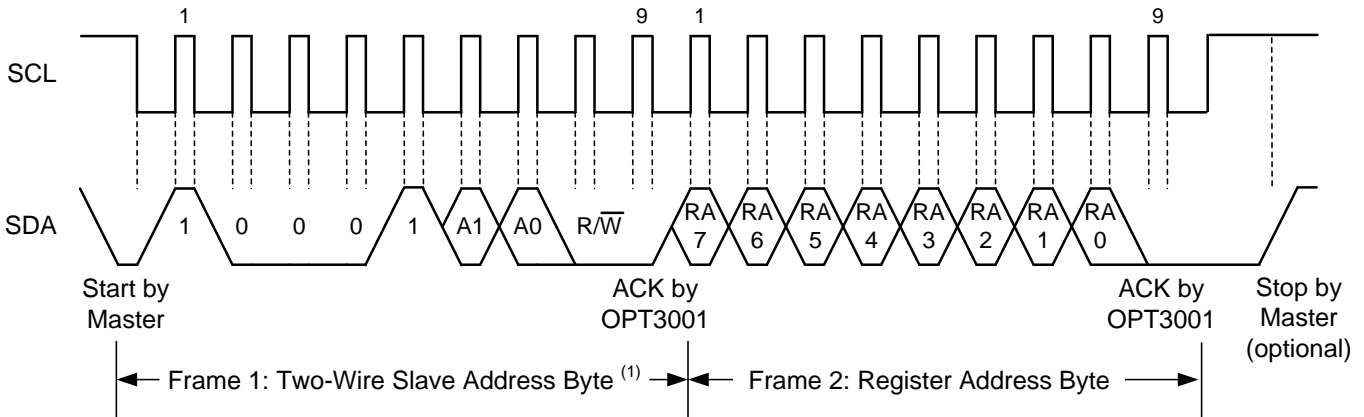 1 9 1 9
SCL
SDA
1 0 0 0 1 A1 A0 R/W̅ RA 7 RA 6 RA 5 RA 4 RA 3 RA 2 RA 1 RA 0
Start by
Master
ACK by
OPT3001
ACK by
OPT3001
Stop by
Master
(optional)
Frame 1: Two-Wire Slave Address Byte (1)
Frame 2: Register Address Byte